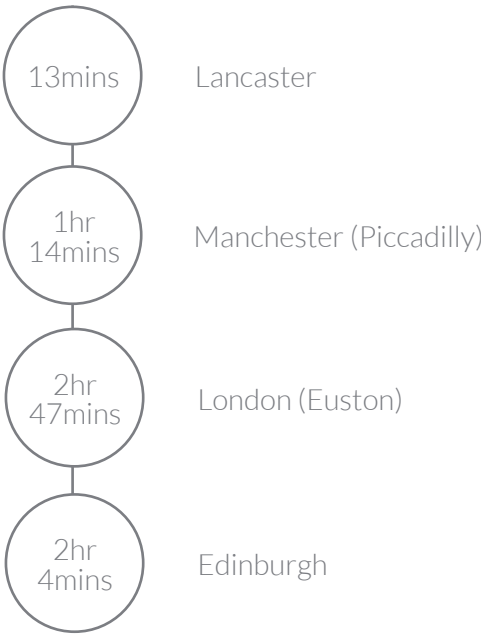 13mins
Lancaster
1hr
14mins
Manchester (Piccadilly)
2hr
47mins
London (Euston)
2hr
4mins
Edinburgh